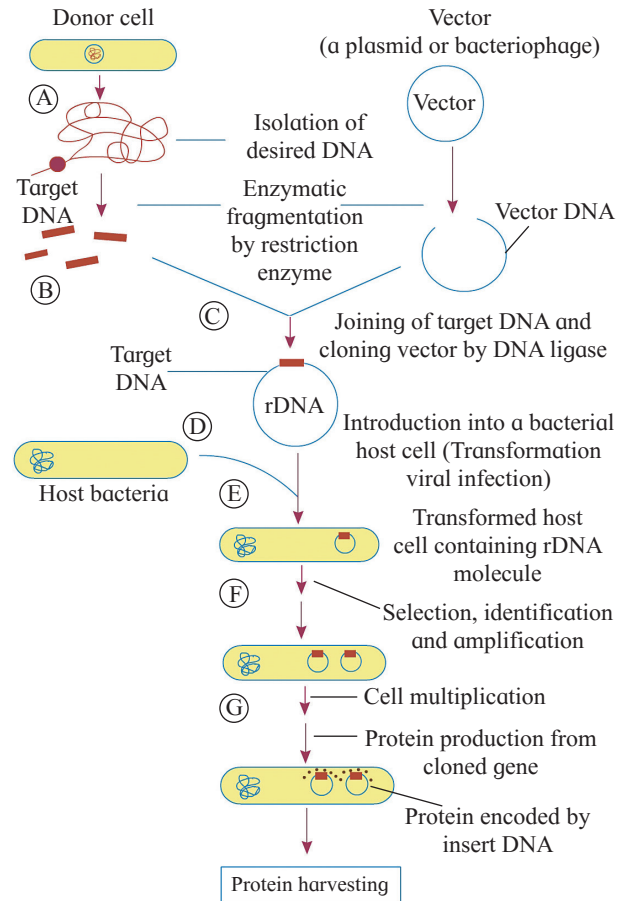 Donor cell
Vector
(a plasmid or bacteriophage)
A
Vector
Isolation of
desired DNA
Target
DNA
Enzymatic
fragmentation
by restriction
enzyme
Vector DNA
B
C
Joining of target DNA and
cloning vector by DNA ligase
Target
DNA
rDNA
D
Introduction into a bacterial
host cell (Transformation
viral infection)
Host bacteria
E
Transformed host
cell containing rDNA
molecule
F
Selection, identification
and amplification
G
Cell multiplication
Protein production from
cloned gene
Protein encoded by
insert DNA
Protein harvesting